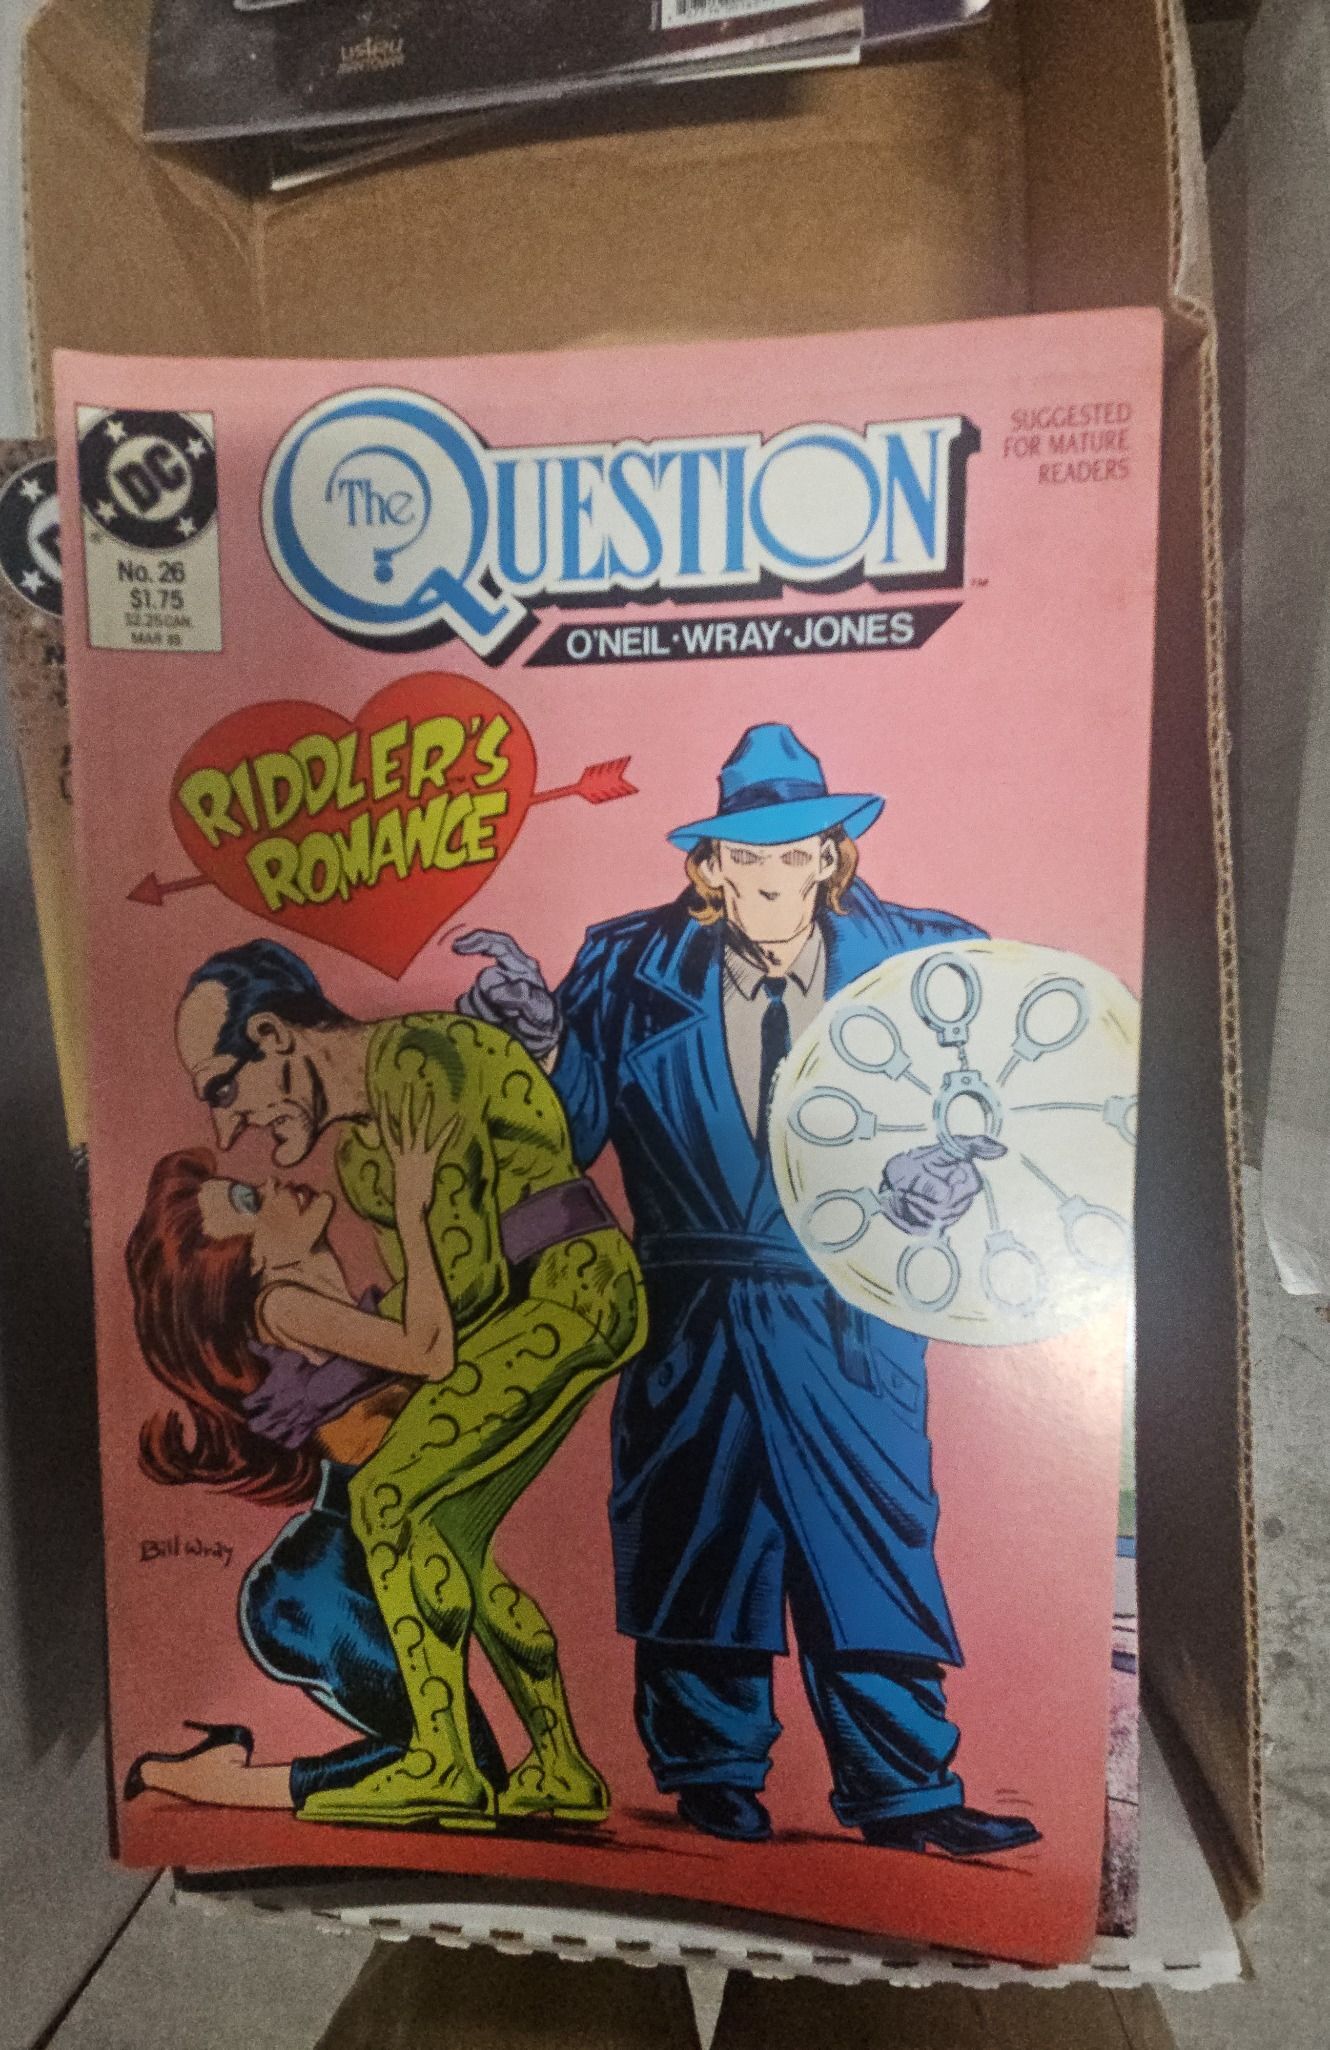 DC
No. 26
$1.75
$2.25 CAN.
MAR 89
The
QUESTION
TM
O'NEIL·WRAY·JONES
SUGGESTED
FOR MATURE
READERS
RIDDLER'S
ROMANCE
Bill Wray